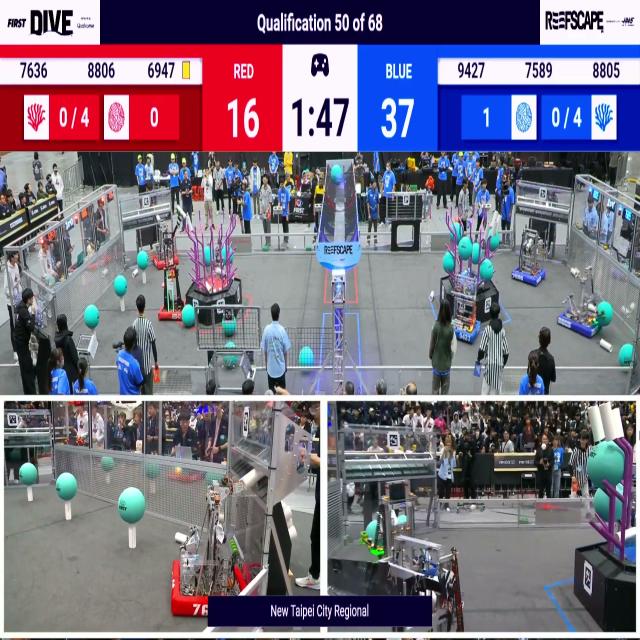 FIRST DIVE
Qualification 50 of 68
REEFSCAPE
7636 8806 6947
RED
BLUE
9427 7589 8805
0 / 4
0
16
1:47
37
1
0 / 4
REEFSCAPE
New Taipei City Regional